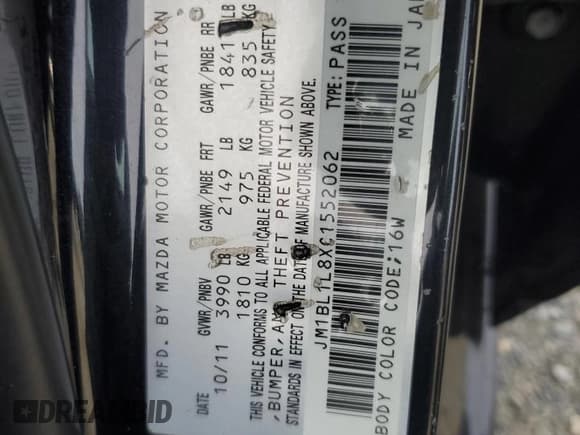 MFD. BY MAZDA MOTOR CORPORATION
DATE GVWR/PNBV GAWR/PNBE FRT GAWR/PNBE RR
10/11 3990 LB 2149 LB 1841 LB
1810 KG 975 KG 835 KG
THIS VEHICLE CONFORMS TO ALL APPLICABLE FEDERAL MOTOR VEHICLE SAFETY
,BUMPER, THEFT PREVENTION
STANDARDS IN EFFECT ON THE DATE OF MANUFACTURE SHOWN ABOVE.
JM1BL1L8XC1552062 TYPE: PASS
BODY COLOR CODE;16W MADE IN JAPA
DREAMBID